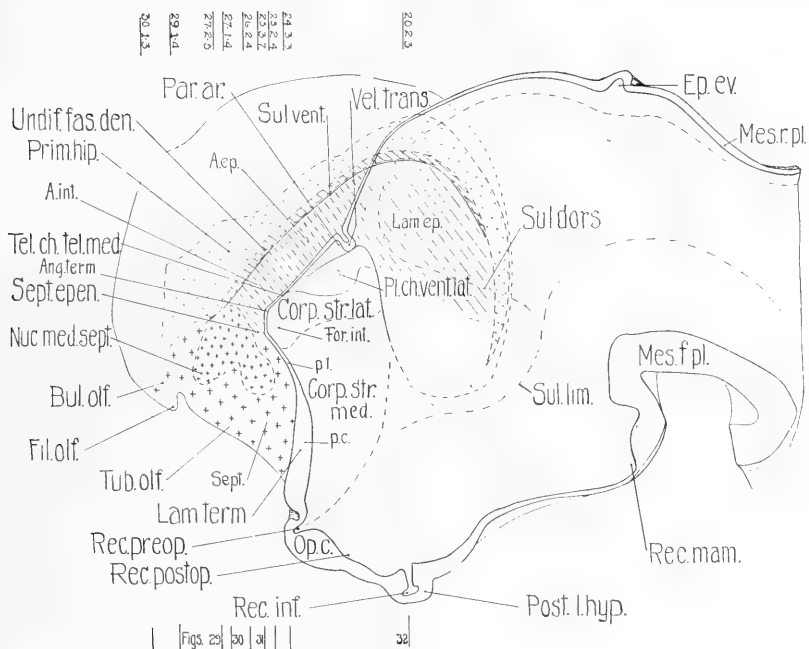 30.1.3
29.1.4
27.2.5
27.1.4
26.2.4
25.3.7
25.2.4
24.3.3
20.2.3
Par. ar.
Vel. trans.
Ep. ev.
Undif. fas. den.
Sul. vent.
Mes. r. pl.
Prim. hip.
A. ep.
A. int.
Lam. ep.
Sul. dors
Tel. ch. tel. med
Ang. term
Pl. ch. vent. lat.
Sept. epen.
Corp. str. lat.
For. int.
Nuc. med. sept.
p. l.
Mes. f. pl.
Corp. str. med.
Bul. olf.
Sul. lim.
p. c.
Fil. olf.
Tub. olf.
Sept.
Lam Term
Rec. preop.
Op. c.
Rec. mam.
Rec. postop.
Rec. inf.
Post. l. hyp.
Figs. 29 30 31 32